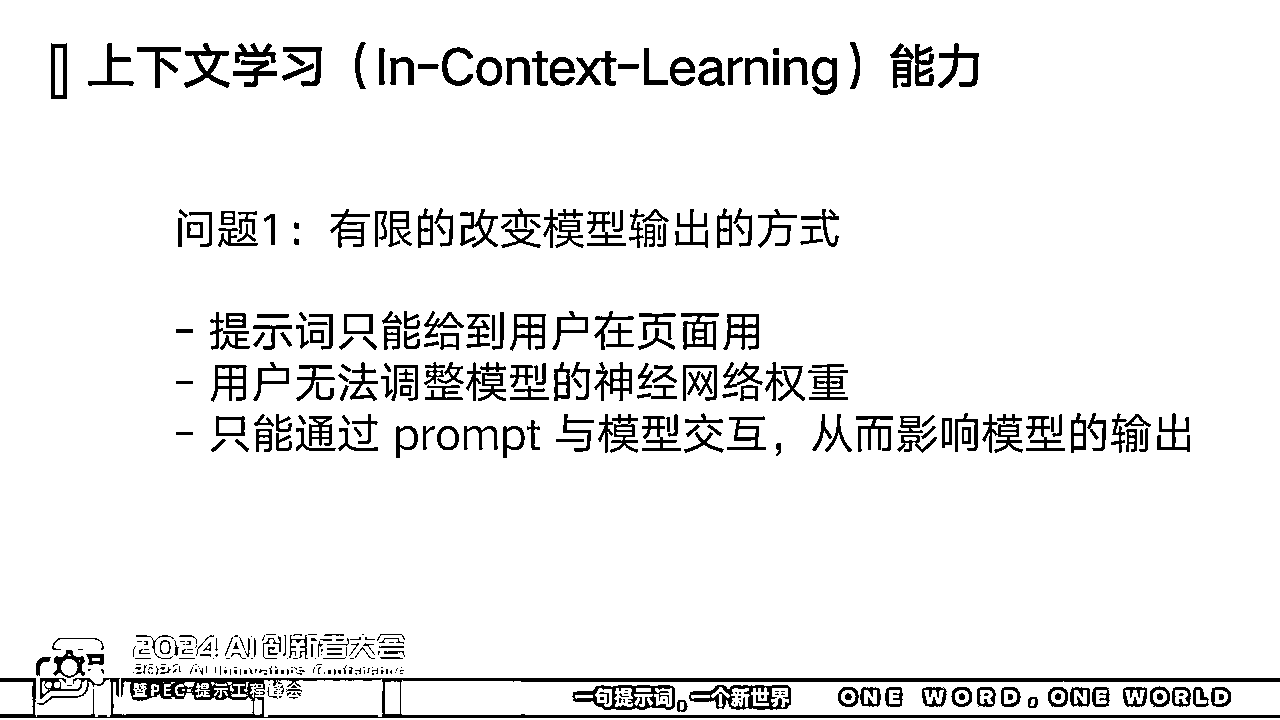 上下文学习（In-Context-Learning）能力
问题1：有限的改变模型输出的方式
- 提示词只能给到用户在页面用
- 用户无法调整模型的神经网络权重
- 只能通过 prompt 与模型交互，从而影响模型的输出
2024 AI 创新者大会
2024 AI Innovators Conference
暨PEC·提示工程峰会
一句提示词。一个新世界
ONE WORD。ONE WORLD